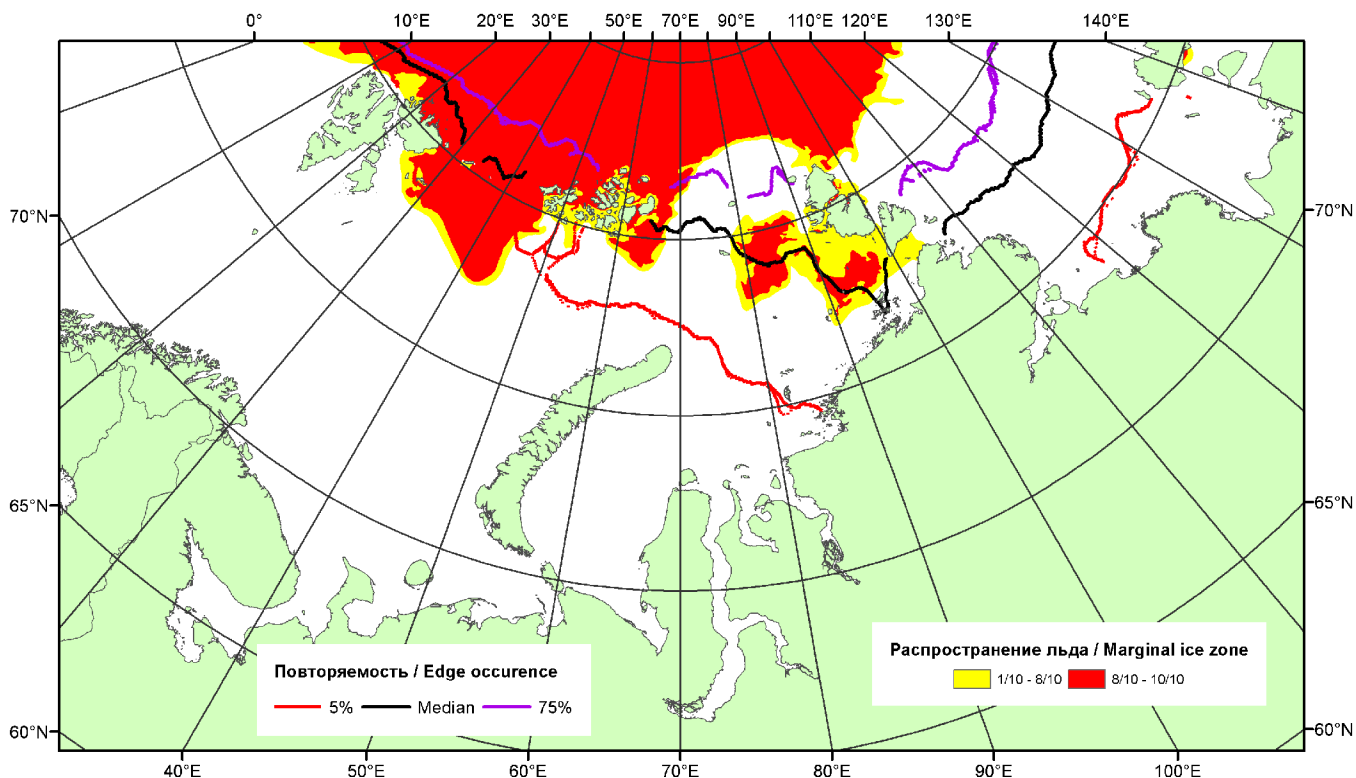 0° 10°E 20°E 30°E 50°E 70°E 90°E 110°E 120°E 130°E 140°E
70°N 70°N
65°N 65°N
Распространение льда / Marginal ice zone
Повторяемость / Edge occurence
1/10 - 8/10 8/10 - 10/10
5% Median 75%
60°N 60°N
40°E 50°E 60°E 70°E 80°E 90°E 100°E